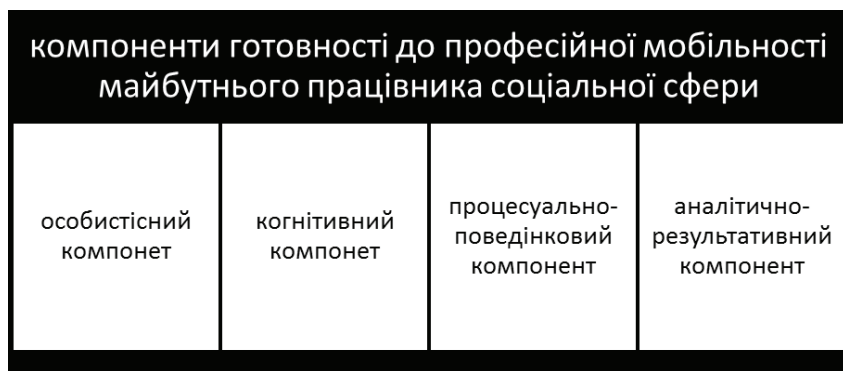 компоненти готовності до професійної мобільності
майбутнього працівника соціальної сфери
особистісний
компонет
когнітивний
компонет
процесуально-
поведінковий
компонент
аналітично-
результативний
компонент